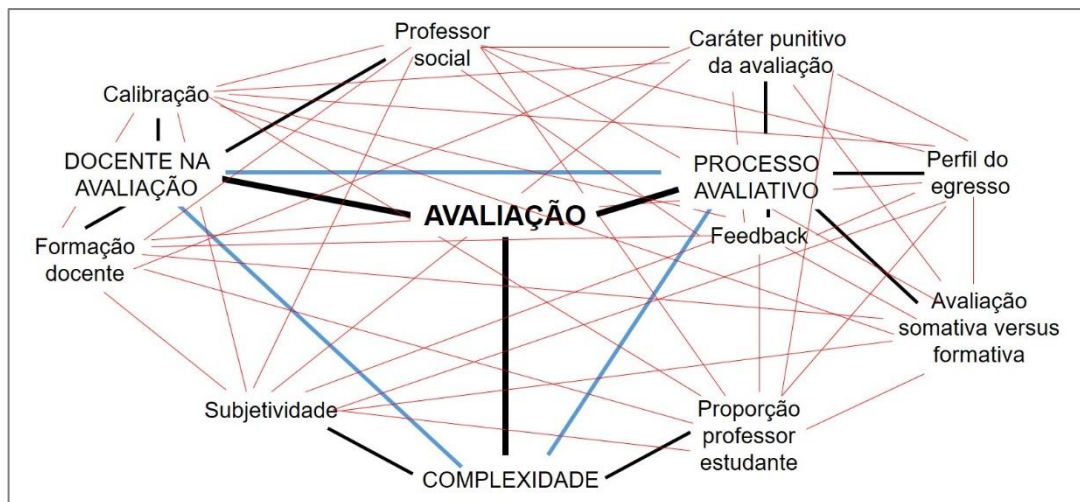 Professor
social
Caráter punitivo
da avaliação
Calibração
DOCENTE NA
AVALIAÇÃO
PROCESSO
AVALIATIVO
Perfil do
egresso
AVALIAÇÃO
Feedback
Formação
docente
Avaliação
somativa versus
formativa
Subjetividade
Proporção
professor
estudante
COMPLEXIDADE